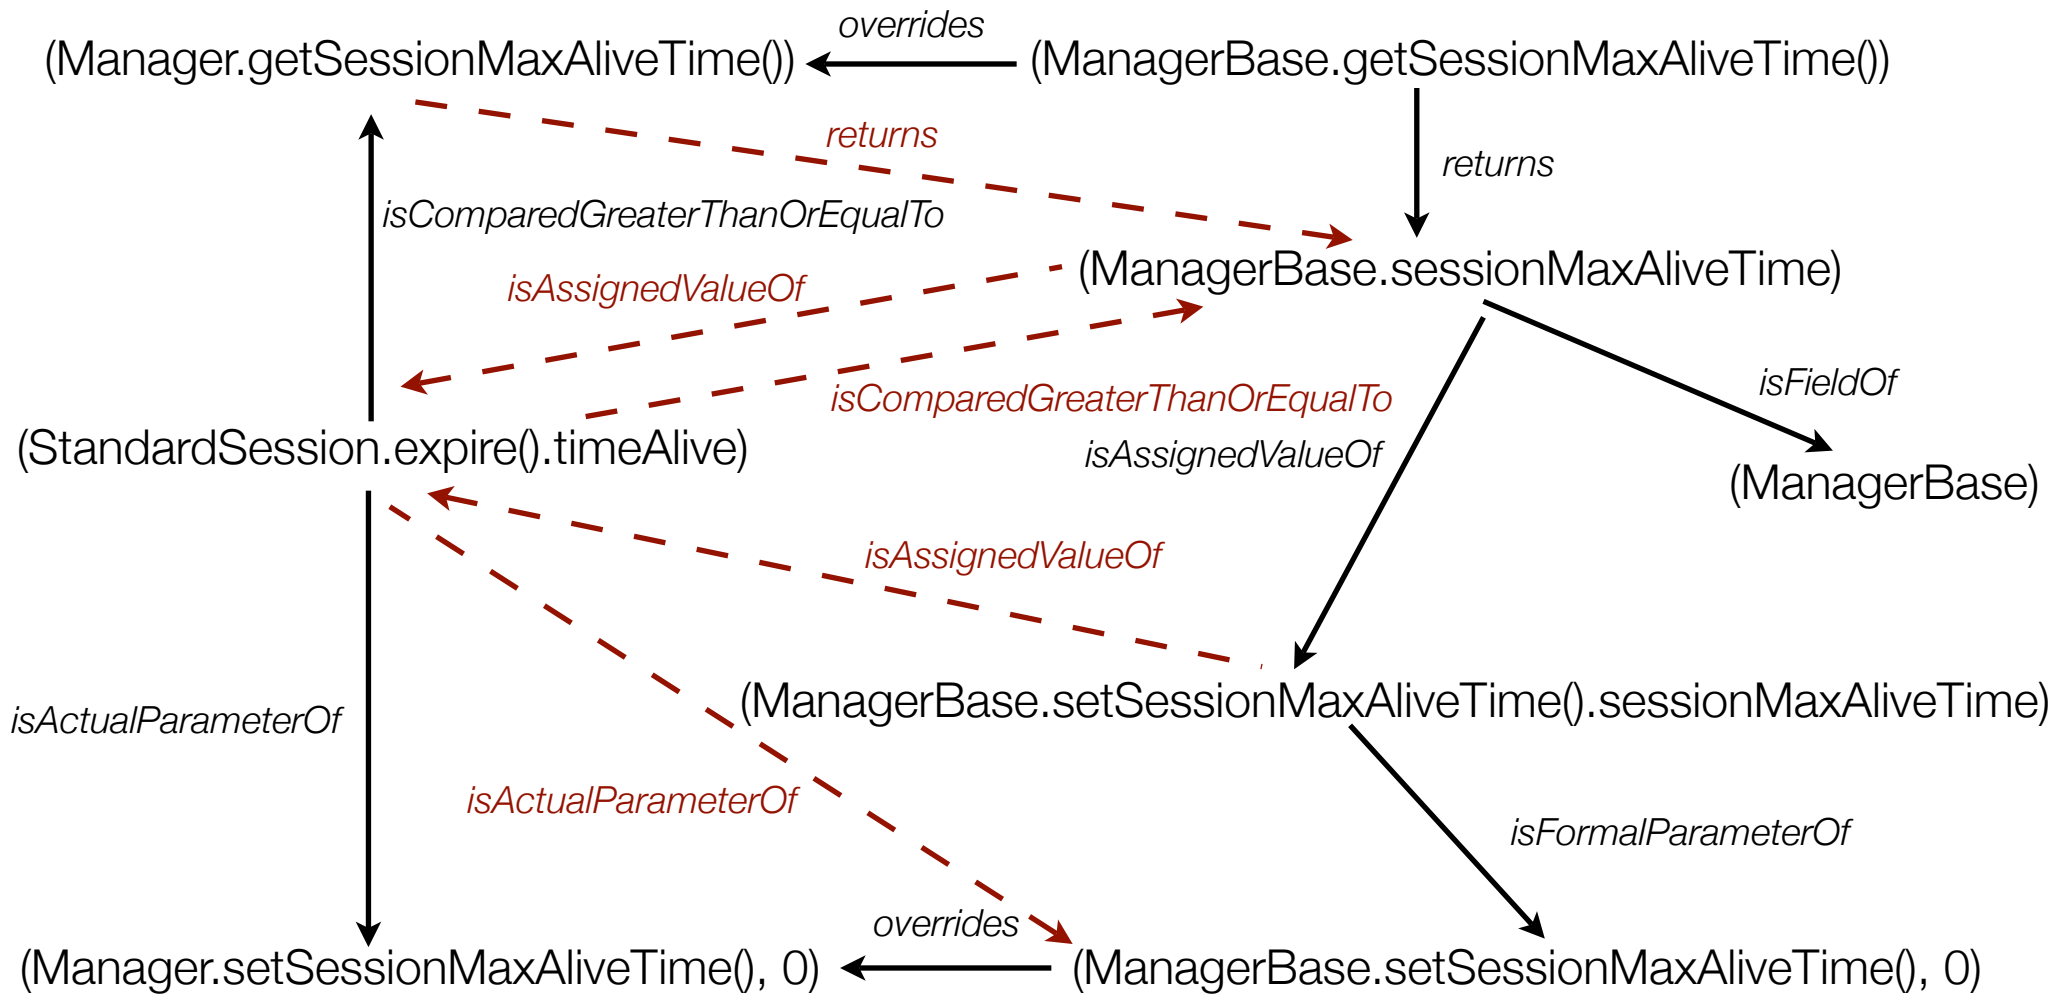 overrides
(Manager.getSessionMaxAliveTime())
(ManagerBase.getSessionMaxAliveTime())
returns
returns
isComparedGreaterThanOrEqualTo
isAssignedValueOf
(ManagerBase.sessionMaxAliveTime)
isComparedGreaterThanOrEqualTo
isFieldOf
(StandardSession.expire().timeAlive)
isAssignedValueOf
(ManagerBase)
isAssignedValueOf
(ManagerBase.setSessionMaxAliveTime().sessionMaxAliveTime)
isActualParameterOf
isActualParameterOf
isFormalParameterOf
overrides
(Manager.setSessionMaxAliveTime(), 0)
(ManagerBase.setSessionMaxAliveTime(), 0)